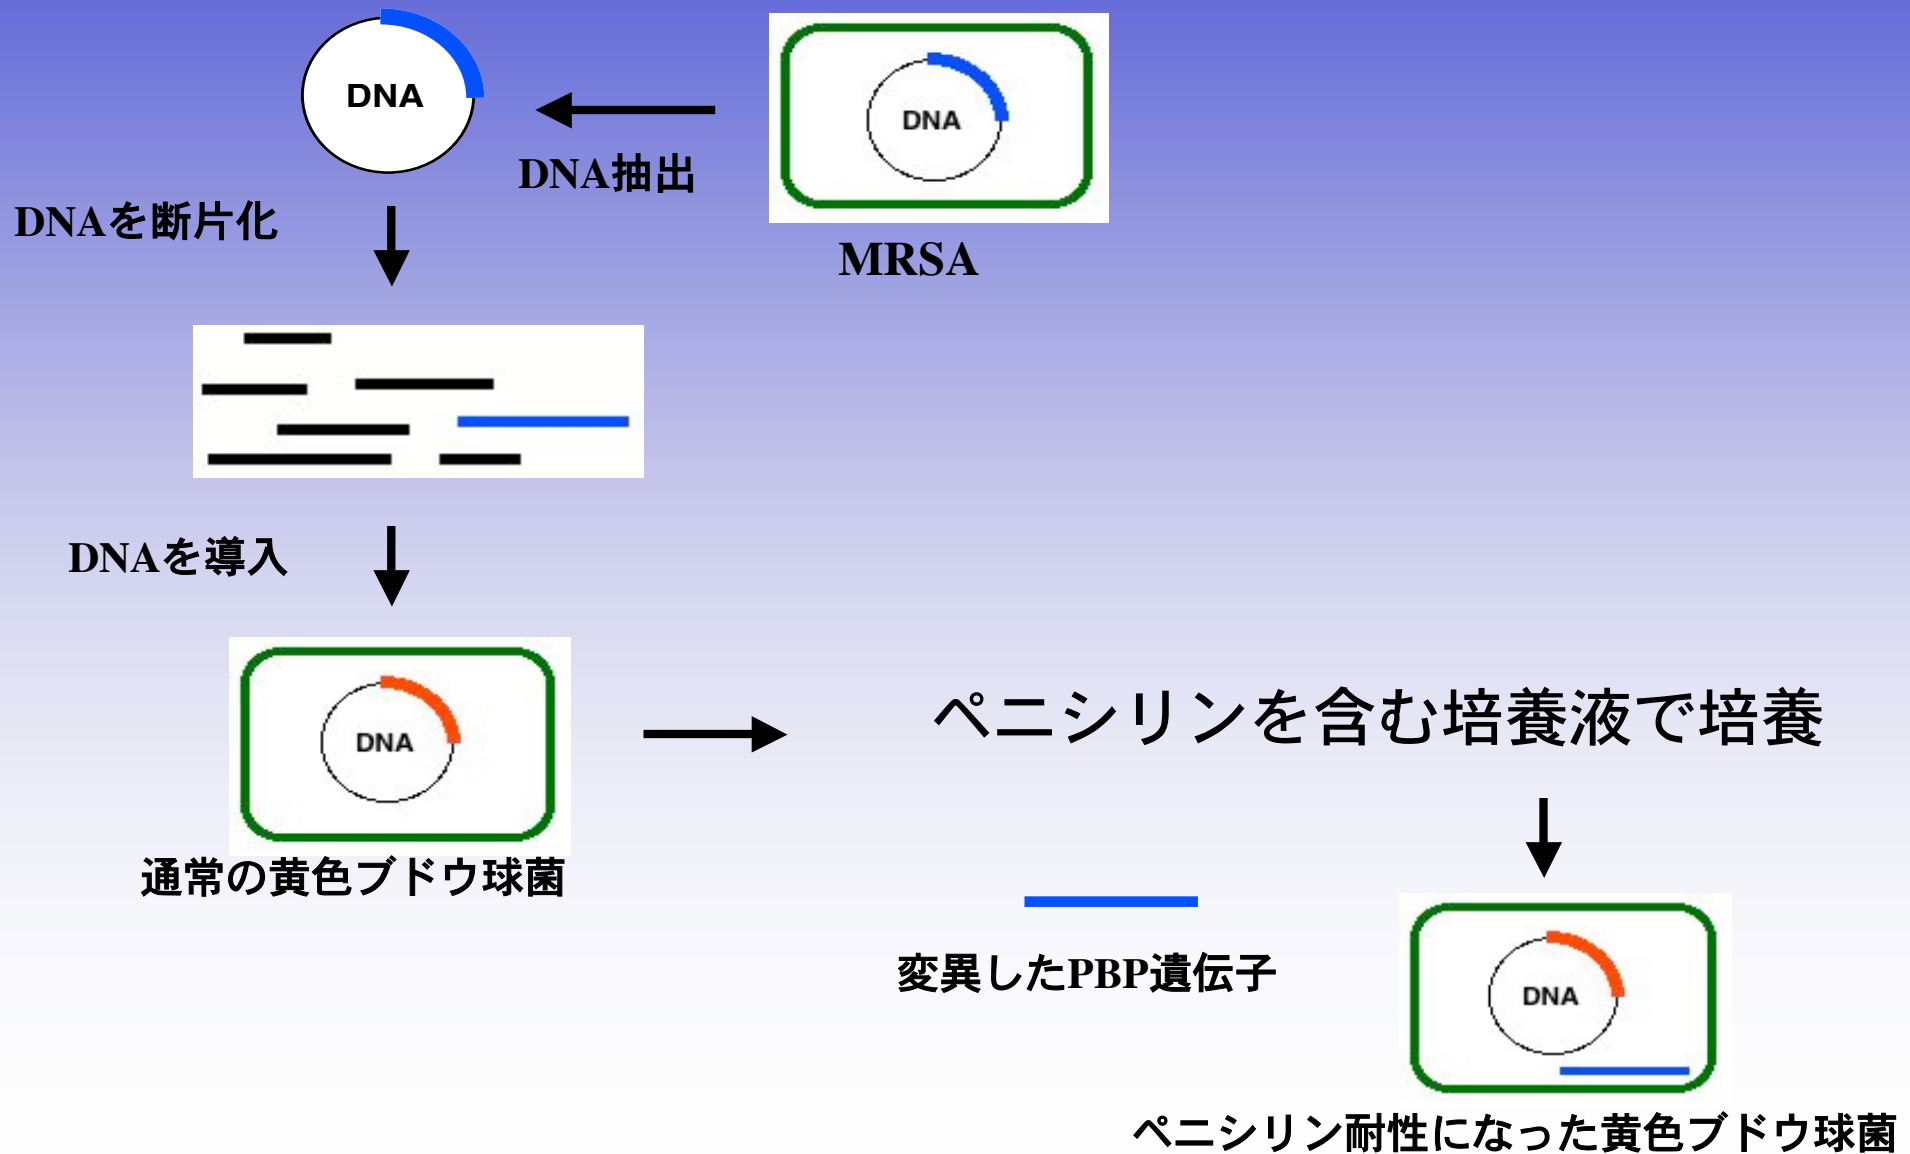 DNA
DNA
DNA抽出
MRSA
DNAを断片化
DNAを導入
DNA
通常の黄色ブドウ球菌
ペニシリンを含む培養液で培養
変異したPBP遺伝子
DNA
ペニシリン耐性になった黄色ブドウ球菌